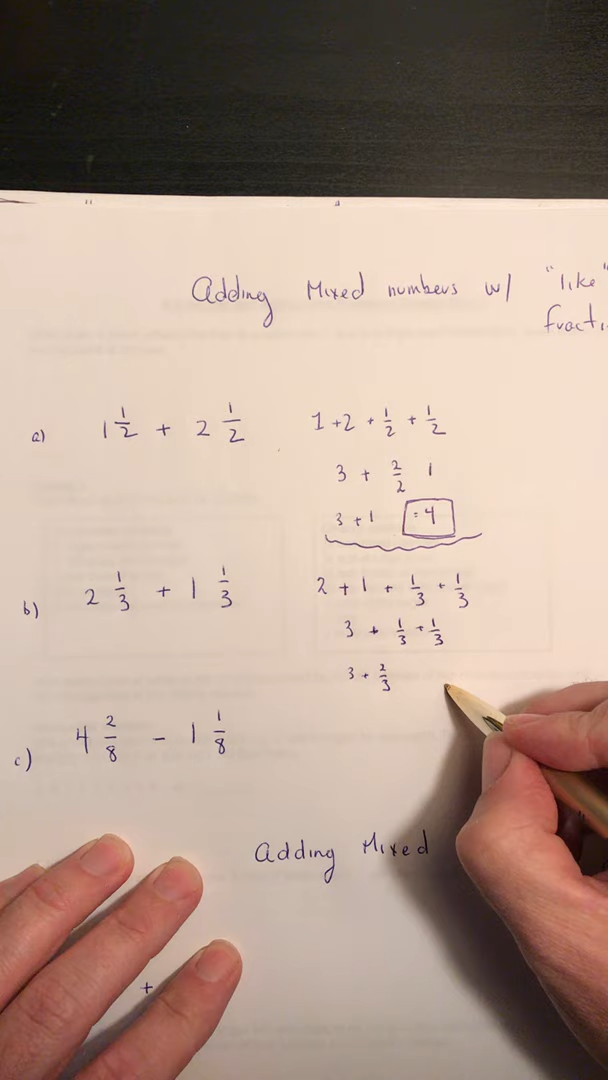 Adding Mixed numbers w/ "like"
fracti
a) 1 1/2 + 2 1/2
1 + 2 + 1/2 + 1/2
3 + 2/2 1
3 + 1 = 4
b) 2 1/3 + 1 1/3
2 + 1 + 1/3 + 1/3
3 + 1/3 + 1/3
3 + 2/3
c) 4 2/8 - 1 1/8
Adding Mixed
+